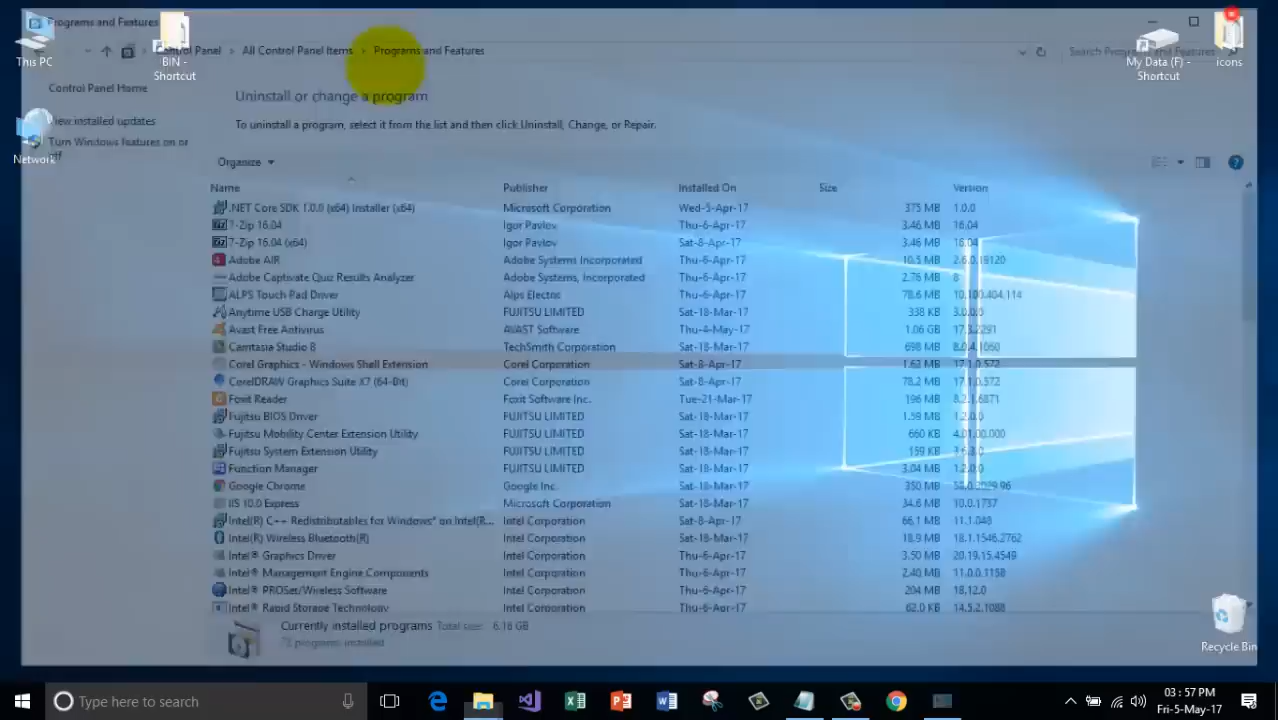 Programs and Features
Control Panel > All Control Panel Items > Programs and Features
Search Programs and Features
This PC
BIN -
Shortcut
My Data (F) -
Shortcut
icons
Network
Control Panel Home
View installed updates
Turn Windows features on or
off
Uninstall or change a program
To uninstall a program, select it from the list and then click Uninstall, Change, or Repair.
Organize
Name Publisher Installed On Size Version
.NET Core SDK 1.0.0 (x64) Installer (x64) Microsoft Corporation Wed-5-Apr-17 375 MB 1.0.0
7-Zip 16.04 Igor Pavlov Thu-6-Apr-17 3.46 MB 16.04
7-Zip 16.04 (x64) Igor Pavlov Sat-8-Apr-17 3.46 MB 16.04
Adobe AIR Adobe Systems Incorporated Thu-6-Apr-17 10.5 MB 2.6.0.19120
Adobe Captivate Quiz Results Analyzer Adobe Systems, Incorporated Thu-6-Apr-17 2.76 MB 8
ALPS Touch Pad Driver Alps Electric Thu-6-Apr-17 78.6 MB 10.100.404.114
Anytime USB Charge Utility FUJITSU LIMITED Thu-6-Apr-17 338 KB 3.0.0.0
Avast Free Antivirus AVAST Software Thu-4-May-17 1.06 GB 17.3.2291
Camtasia Studio 8 TechSmith Corporation Sat-18-Mar-17 698 MB 8.0.4.1060
Corel Graphics - Windows Shell Extension Corel Corporation Sat-8-Apr-17 1.62 MB 17.1.0.572
CorelDRAW Graphics Suite X7 (64-Bit) Corel Corporation Sat-8-Apr-17 78.2 MB 17.1.0.572
Foxit Reader Foxit Software Inc. Tue-21-Mar-17 196 MB 8.2.1.6871
Fujitsu BIOS Driver FUJITSU LIMITED Sat-18-Mar-17 1.59 MB 1.2.0.0
Fujitsu Mobility Center Extension Utility FUJITSU LIMITED Sat-18-Mar-17 660 KB 4.01.00.000
Fujitsu System Extension Utility FUJITSU LIMITED Sat-18-Mar-17 159 KB 3.6.3.0
Function Manager FUJITSU LIMITED Sat-18-Mar-17 3.04 MB 1.2.0.0
Google Chrome Google Inc. Sat-18-Mar-17 350 MB 58.0.3029.96
IIS 10.0 Express Microsoft Corporation Sat-18-Mar-17 34.6 MB 10.0.1737
Intel(R) C++ Redistributables for Windows* on Intel(R... Intel Corporation Sat-8-Apr-17 66.1 MB 11.1.048
Intel(R) Wireless Bluetooth(R) Intel Corporation Sat-18-Mar-17 18.9 MB 18.1.1546.2762
Intel® Graphics Driver Intel Corporation Thu-6-Apr-17 3.50 MB 20.19.15.4549
Intel® Management Engine Components Intel Corporation Thu-6-Apr-17 2.40 MB 11.0.0.1158
Intel® PROSet/Wireless Software Intel Corporation Thu-6-Apr-17 204 MB 18.12.0
Intel® Rapid Storage Technology Intel Corporation Thu-6-Apr-17 62.0 KB 14.5.2.1088
Currently installed programs Total size: 6.16 GB
programs installed
Recycle Bin
Type here to search
03 : 57 PM
Fri-5-May-17